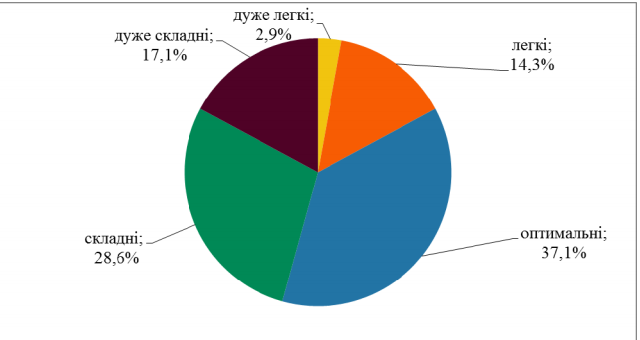 дуже легкі;
2,9%
дуже складні;
17,1%
легкі;
14,3%
складні;
28,6%
оптимальні;
37,1%